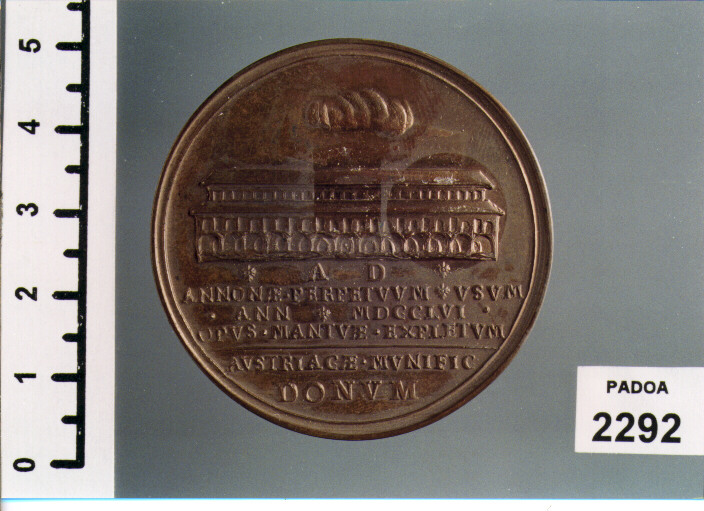 5
4
3
2
1
0
A D
ANNONÆ · PERPETVVM VSVM
· ANN MDCCLVI ·
OPVS · MANTVÆ · EXPLETVM
AVSTRIACÆ · MVNIFIC
DONVM
PADOA
2292